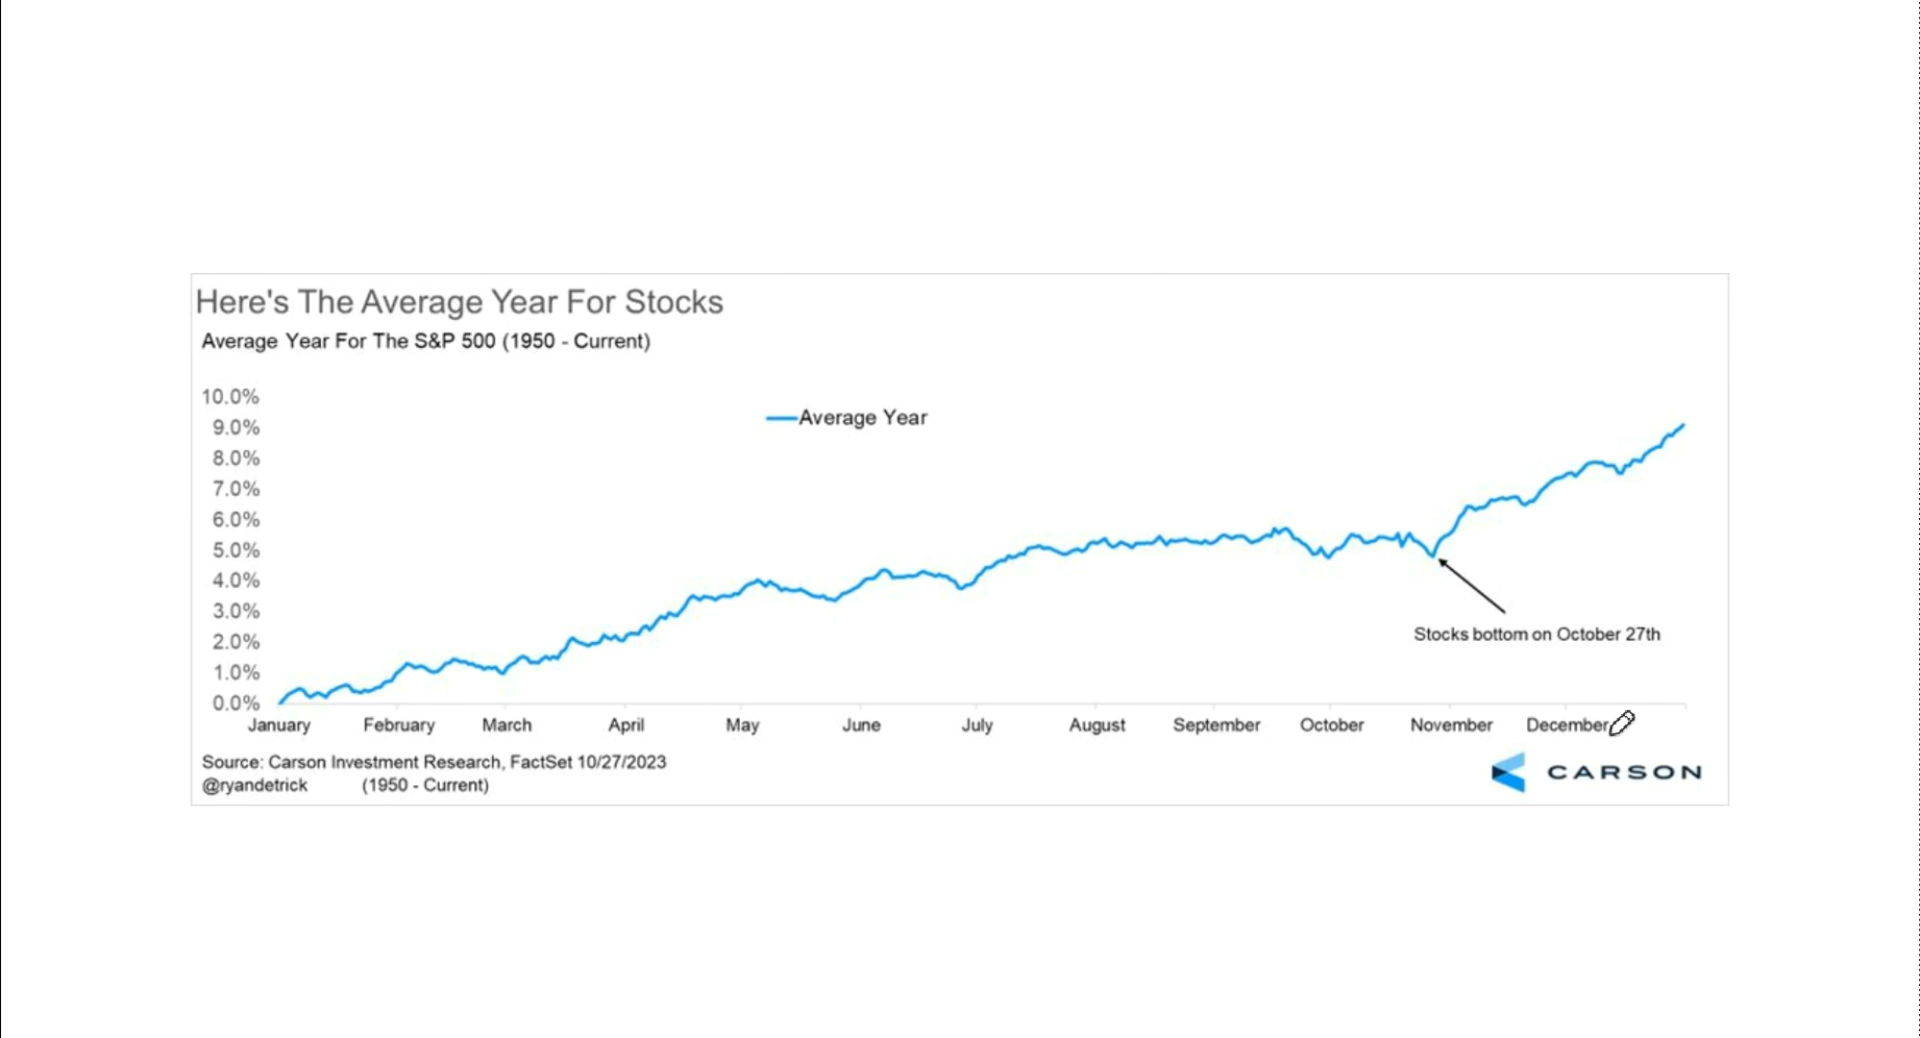 Here's The Average Year For Stocks
Average Year For The S&P 500 (1950 - Current)
10.0%
9.0%
8.0%
7.0%
6.0%
5.0%
4.0%
3.0%
2.0%
1.0%
0.0%
Average Year
Stocks bottom on October 27th
January February March April May June July August September October November December
Source: Carson Investment Research, FactSet 10/27/2023
@ryandetrick (1950 - Current)
CARSON